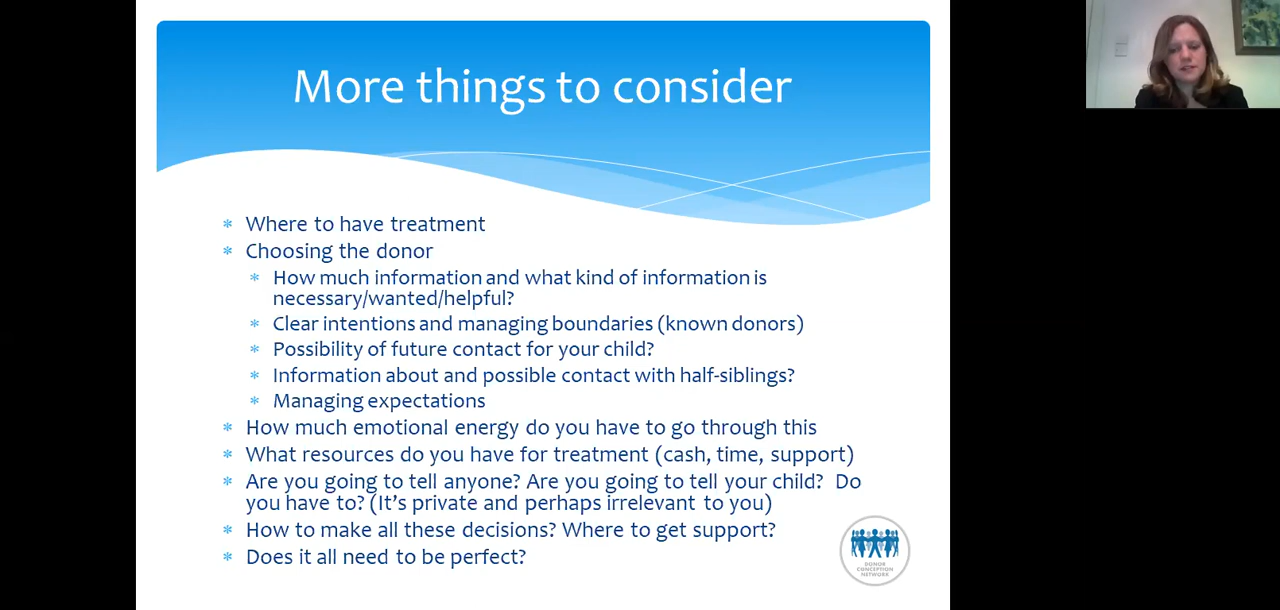 More things to consider
* Where to have treatment
* Choosing the donor
* How much information and what kind of information is
necessary/wanted/helpful?
* Clear intentions and managing boundaries (known donors)
* Possibility of future contact for your child?
* Information about and possible contact with half-siblings?
* Managing expectations
* How much emotional energy do you have to go through this
* What resources do you have for treatment (cash, time, support)
* Are you going to tell anyone? Are you going to tell your child?  Do
you have to? (It’s private and perhaps irrelevant to you)
* How to make all these decisions? Where to get support?
* Does it all need to be perfect?
DONOR
CONCEPTION
NETWORK